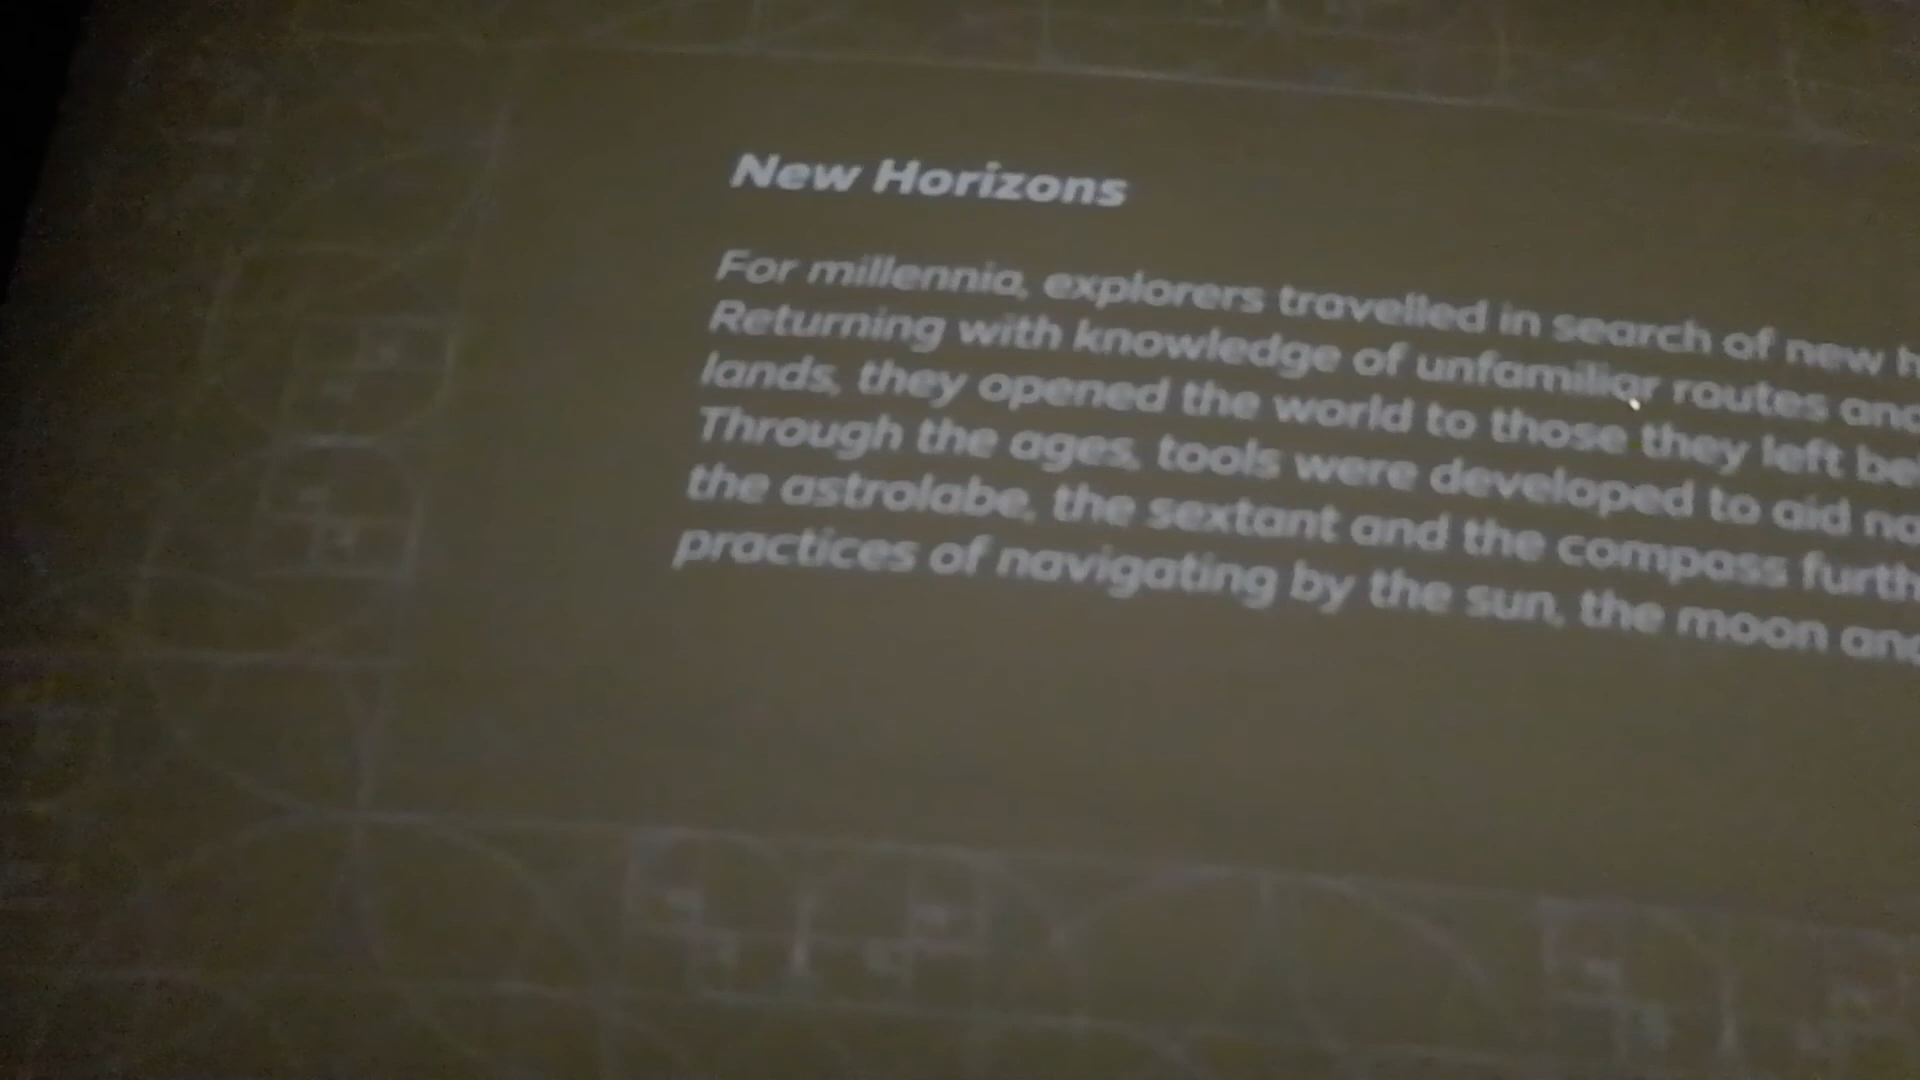 New Horizons
For millennia, explorers travelled in search of new
Returning with knowledge of unfamiliar routes and
lands, they opened the world to those they left
Through the ages, tools were developed to aid
the astrolabe, the sextant and the compass
practices of navigating by the sun, the moon and